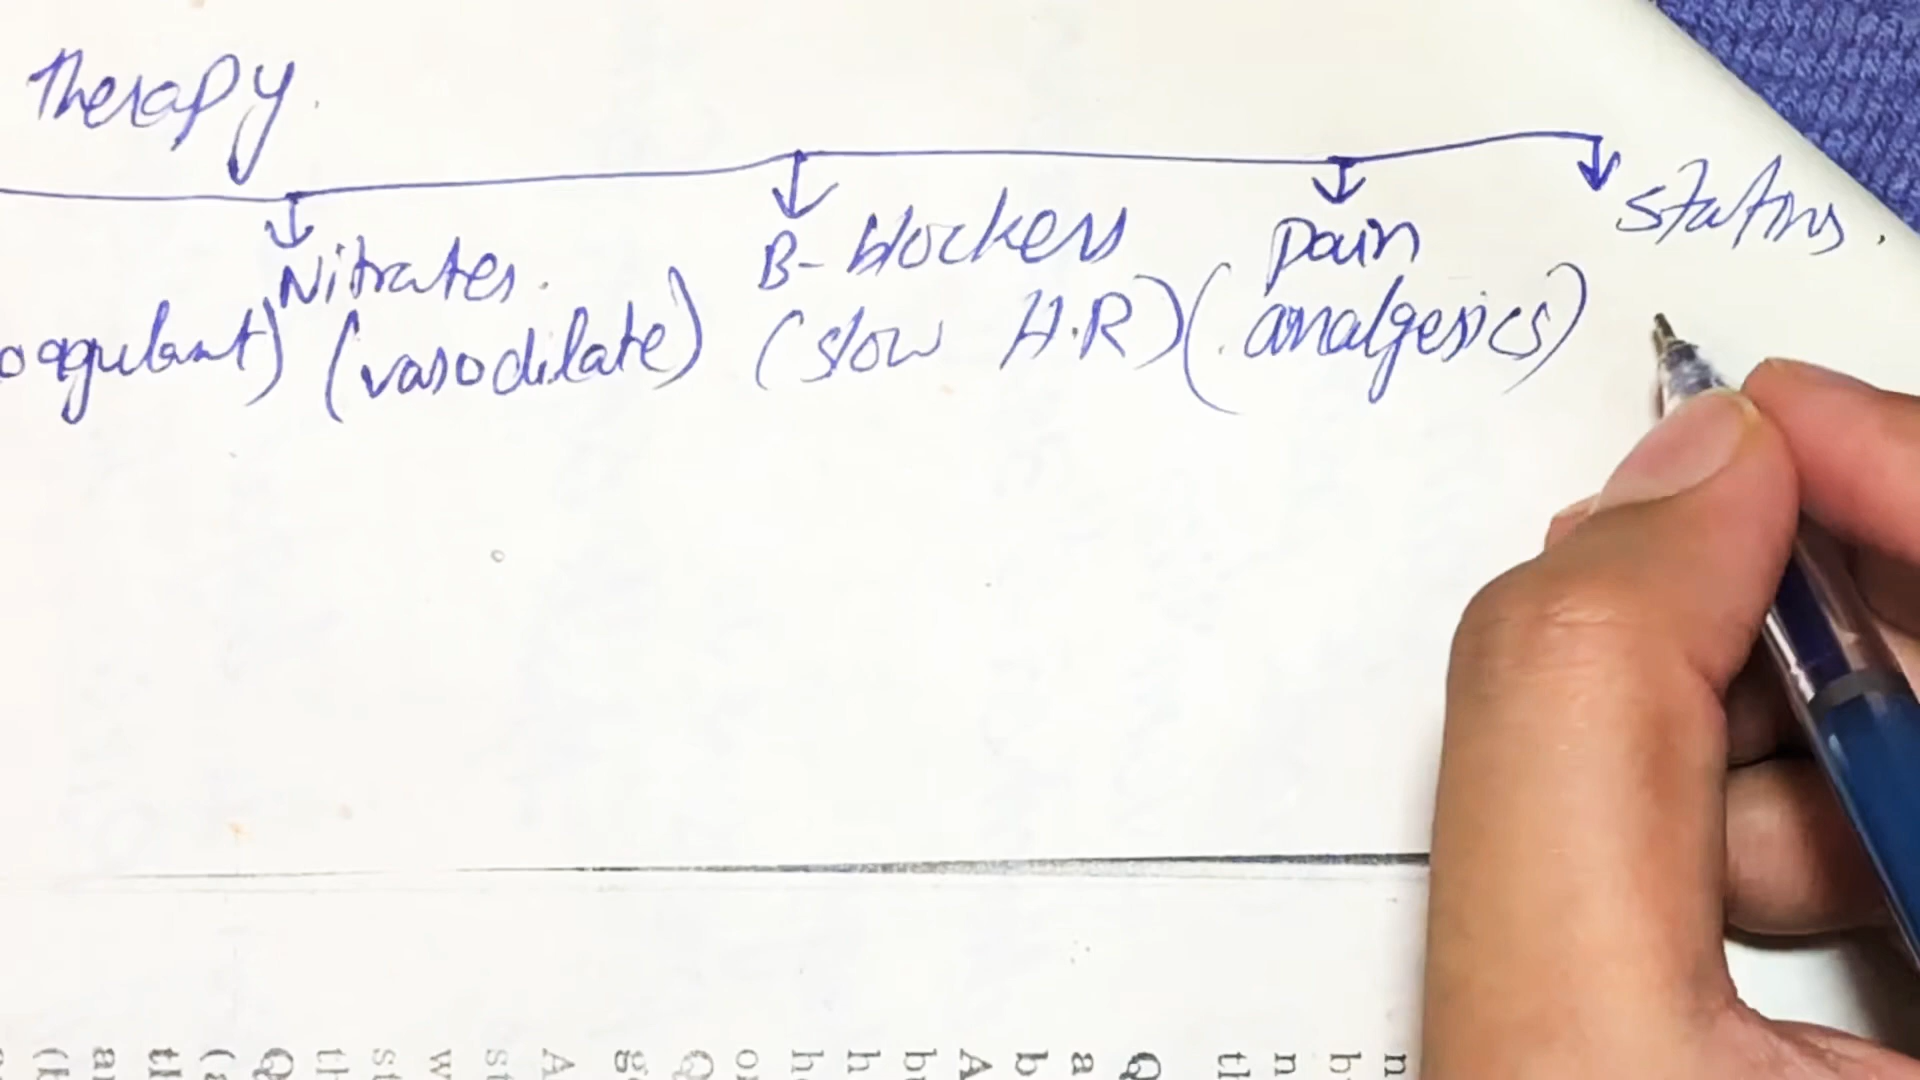 Therapy.
Nitrates. B-blockers Pain Statins.
oagulant) (vasodilate) (slow H.R) (analgesics)